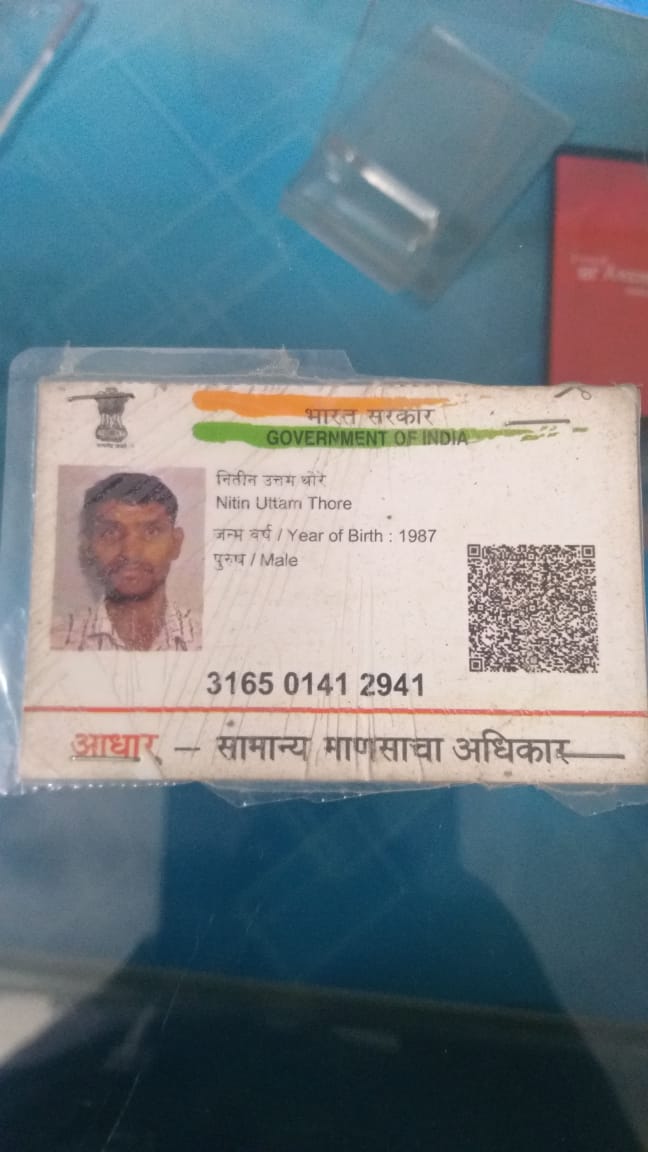 भारत सरकार
GOVERNMENT OF INDIA
नितीन उत्तम थोरे
Nitin Uttam Thore
जन्म वर्ष / Year of Birth : 1987
पुरुष / Male
3165 0141 2941
आधार — सामान्य माणसाचा अधिकार